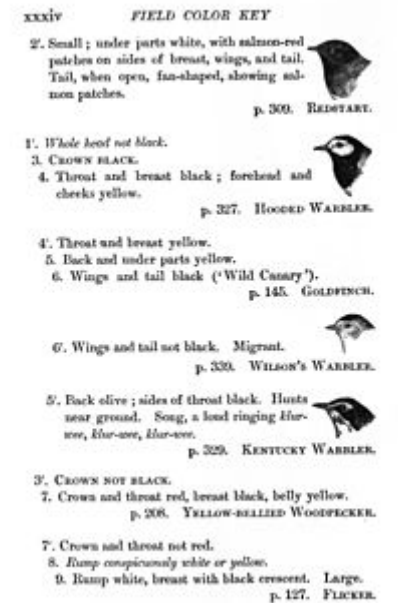 xxxiv FIELD COLOR KEY
2'. Small; under parts white, with salmon-red
patches on sides of breast, wings, and tail.
Tail, when open, fan-shaped, showing sal-
mon patches.
p. 309. REDSTART.
1'. Whole head not black.
3. CROWN BLACK.
4. Throat and breast black; forehead and
cheeks yellow.
p. 327. HOODED WARBLER.
4'. Throat and breast yellow.
5. Back and under parts yellow.
6. Wings and tail black ('Wild Canary').
p. 145. GOLDFINCH.
6'. Wings and tail not black. Migrant.
p. 339. WILSON'S WARBLER.
5'. Back olive; sides of throat black. Hunts
near ground. Song, a loud ringing klur-
wee, klur-wee, klur-wee.
p. 329. KENTUCKY WARBLER.
3'. CROWN NOT BLACK.
7. Crown and throat red, breast black, belly yellow.
p. 208. YELLOW-BELLIED WOODPECKER.
7'. Crown and throat not red.
8. Rump conspicuously white or yellow.
9. Rump white, breast with black crescent. Large.
p. 127. FLICKER.